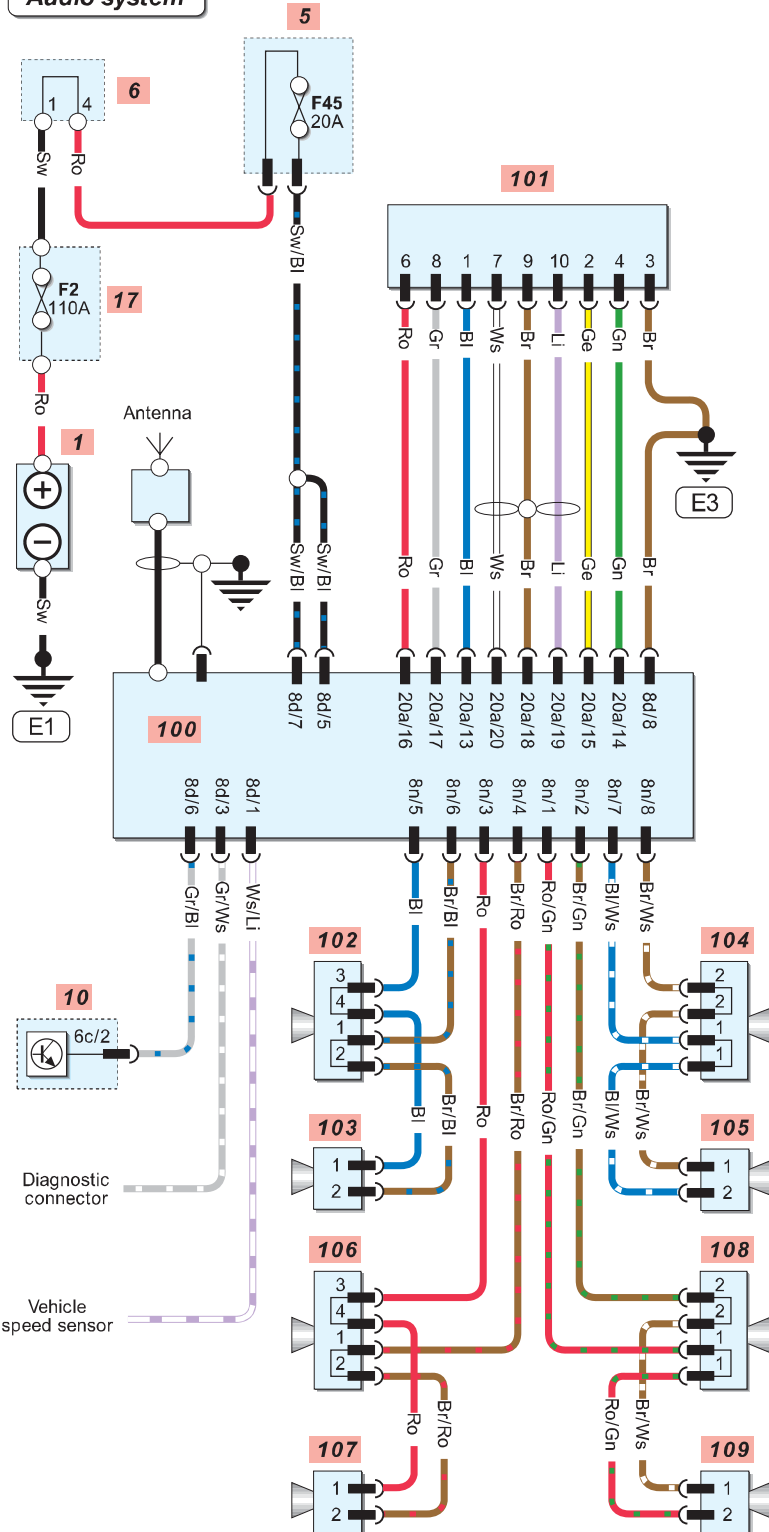 Audio system
5
6
1 4
F45
20A
Sw Ro
101
6 8 1 7 9 10 2 4 3
Sw/Bl
F2
110A
17
Ro Gr Bl Ws Br Li Ge Gn Br
Ro
Antenna
1
E3
Sw/Bl Sw/Bl
Ro Gr Bl Ws Br Li Ge Gn Br
Sw
E1
100
8d/7 8d/5 20a/16 20a/17 20a/13 20a/20 20a/18 20a/19 20a/15 20a/14 8d/8
8d/6 8d/3 8d/1 8n/5 8n/6 8n/3 8n/4 8n/1 8n/2 8n/7 8n/8
Gr/Bl Gr/Ws Ws/Li Bl Br/Bl Ro Br/Ro Ro/Gn Br/Gn Bl/Ws Br/Ws
102
3
4
1
2
104
2
2
1
1
10
6c/2
Bl Br/Bl Ro Br/Ro Ro/Gn Br/Gn Bl/Ws Br/Ws
103
1
2
105
1
2
Diagnostic
connector
106
3
4
1
2
108
2
2
1
1
Vehicle
speed sensor
Ro Br/Ro Ro/Gn Br/Ws
107
1
2
109
1
2